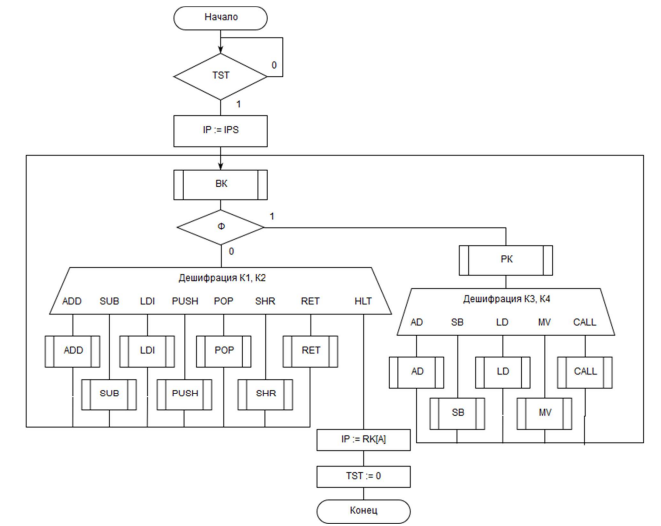 Начало
0
TST
1
IP := IPS
ВК
1
Ф
0
РК
Дешифрация К1, К2
ADD SUB LDI PUSH POP SHR RET HLT
Дешифрация К3, К4
AD SB LD MV CALL
ADD LDI POP RET
AD LD CALL
SUB PUSH SHR
SB MV
IP := RK[A]
TST := 0
Конец